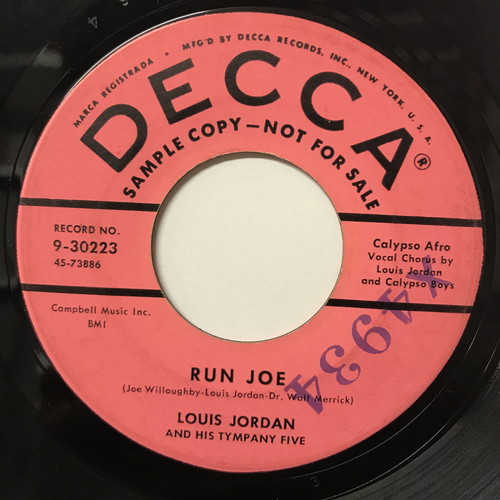 MARCA REGISTRADA • MFG'D BY DECCA RECORDS, INC., NEW YORK, U. S. A.
DECCA®
SAMPLE COPY—NOT FOR SALE
RECORD NO.
9-30223
45-73886
Calypso Afro
Vocal Chorus by
Louis Jordan
and Calypso Boys
Campbell Music Inc.
BMI
RUN JOE
(Joe Willoughby-Louis Jordan-Dr. Walt Merrick)
LOUIS JORDAN
AND HIS TYMPANY FIVE